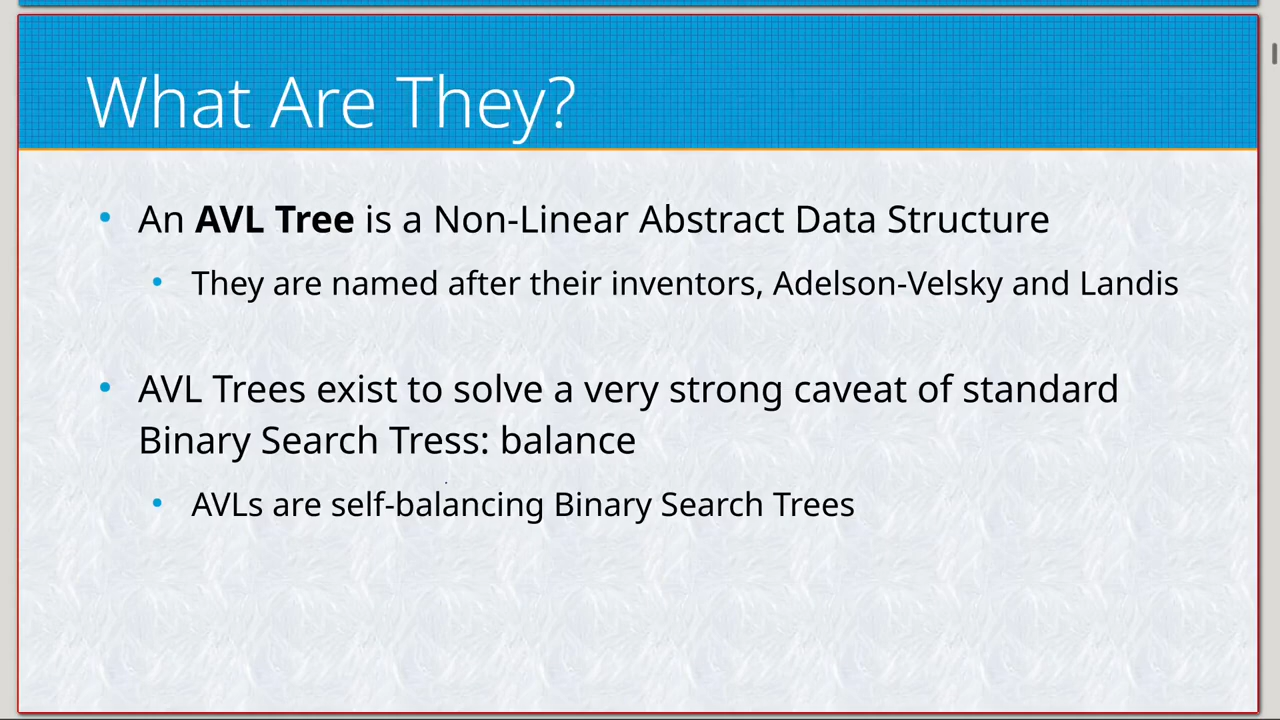 What Are They?
• An AVL Tree is a Non-Linear Abstract Data Structure
• They are named after their inventors, Adelson-Velsky and Landis
• AVL Trees exist to solve a very strong caveat of standard
Binary Search Tress: balance
• AVLs are self-balancing Binary Search Trees